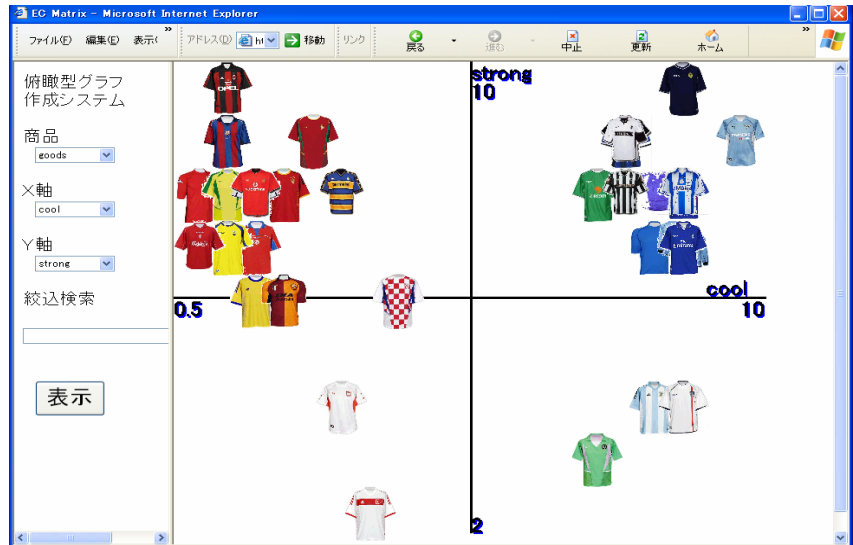 EC Matrix - Microsoft Internet Explorer
ファイル(F) 編集(E) 表示( » アドレス(D) ht 移動 リンク 戻る 進む 中止 更新 ホーム »
俯瞰型グラフ
作成システム
商品
goods
X軸
cool
Y軸
strong
絞込検索
表示
strong
10
cool
0.5
10
2
OPEL